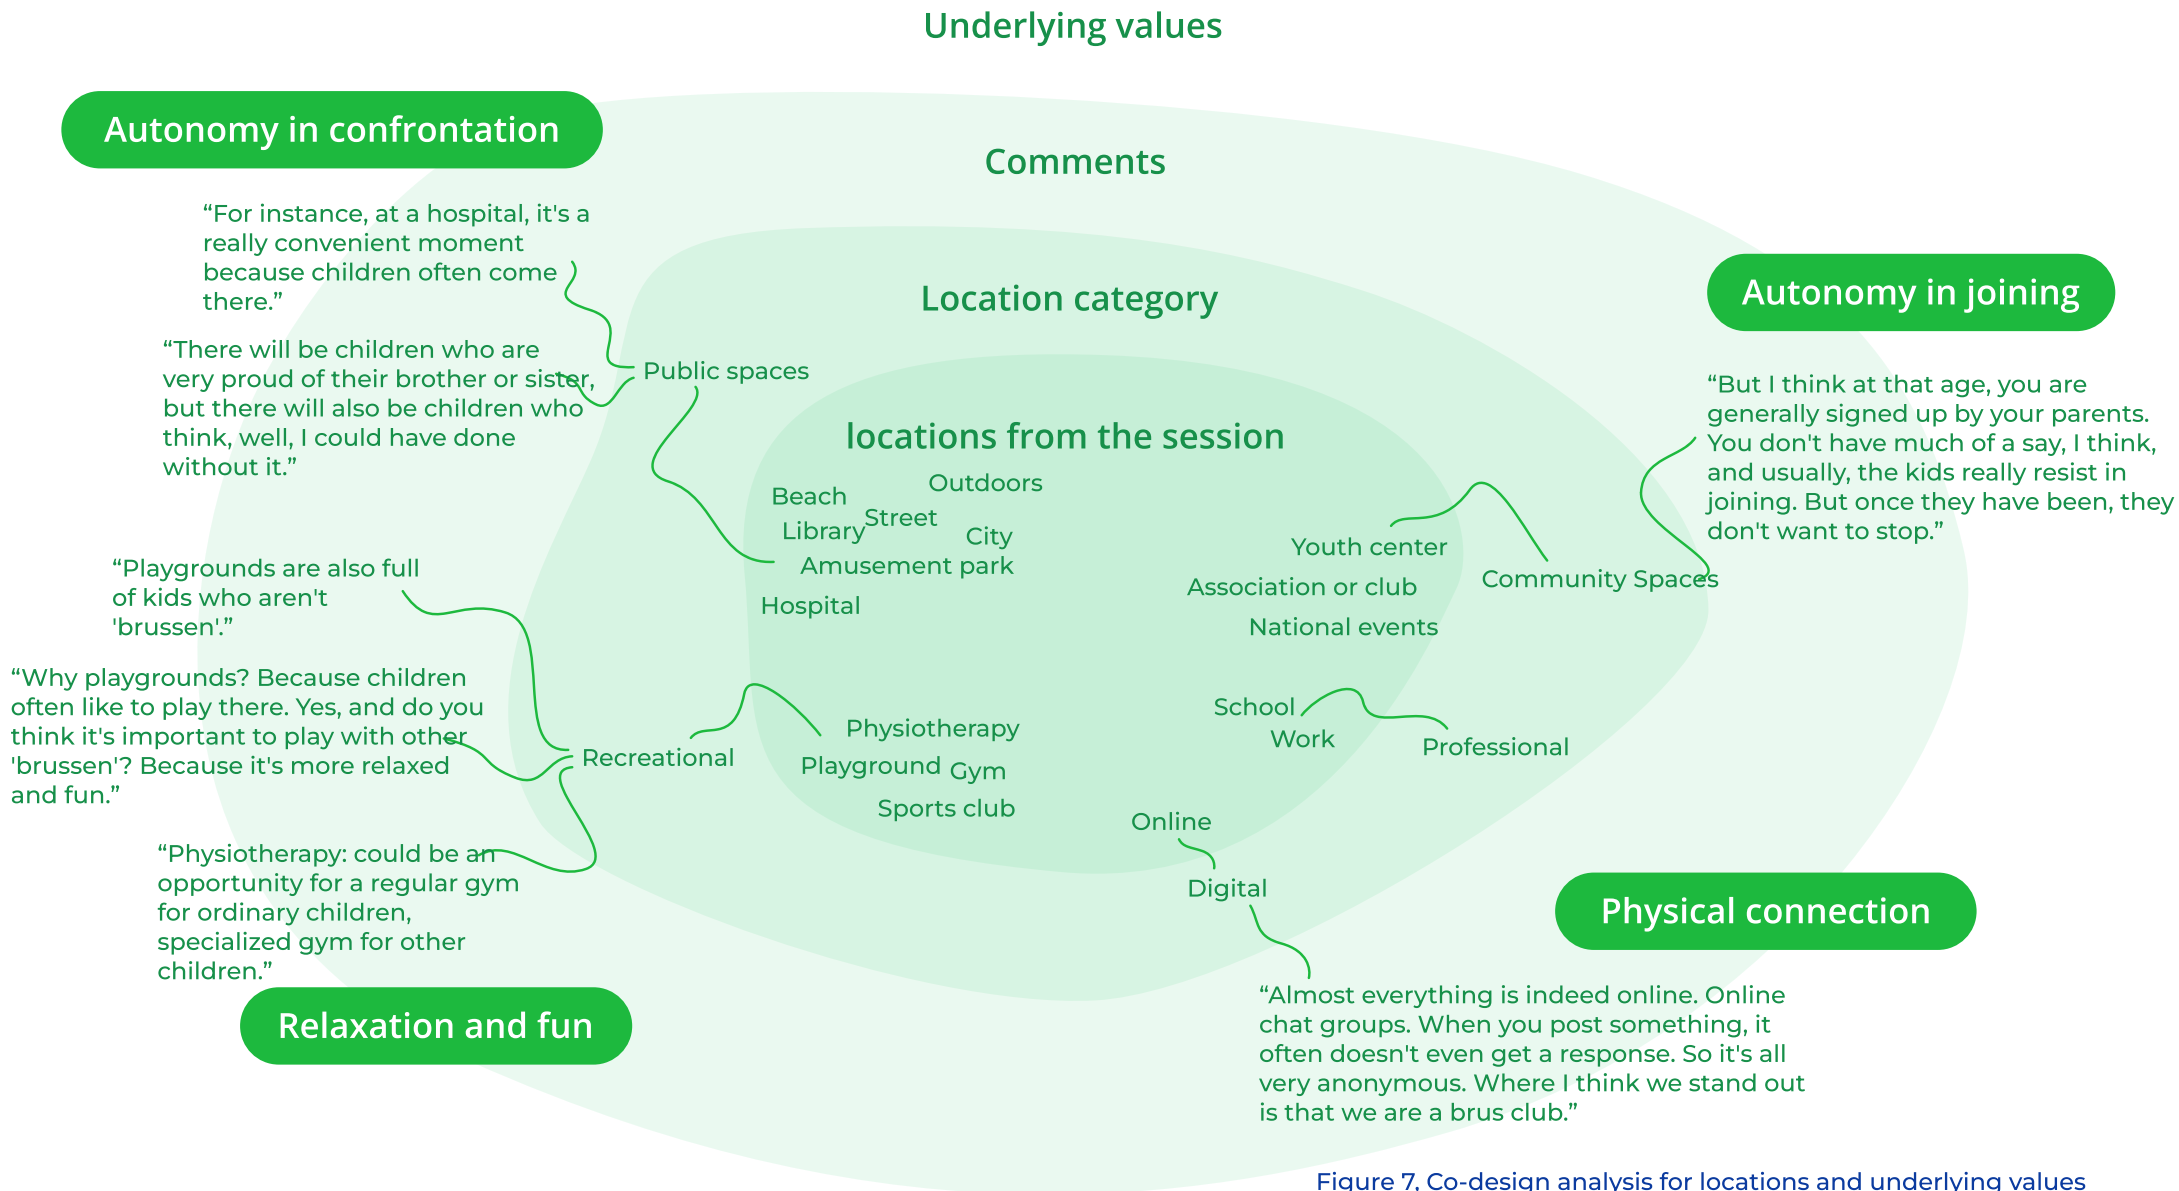 Underlying values
Autonomy in confrontation
Comments
“For instance, at a hospital, it's a
really convenient moment
because children often come
there.”
Autonomy in joining
Location category
“There will be children who are
very proud of their brother or sister,
but there will also be children who
think, well, I could have done
without it.”
Public spaces
“But I think at that age, you are
generally signed up by your parents.
You don't have much of a say, I think,
and usually, the kids really resist in
joining. But once they have been, they
don't want to stop.”
locations from the session
Outdoors
Beach
Street
Library
City
Amusement park
Hospital
Youth center
Association or club
National events
Community Spaces
“Playgrounds are also full
of kids who aren't
'brussen'.”
“Why playgrounds? Because children
often like to play there. Yes, and do you
think it's important to play with other
'brussen'? Because it's more relaxed
and fun.”
Recreational
Physiotherapy
Playground
Gym
Sports club
School
Work
Professional
Online
Digital
“Physiotherapy: could be an
opportunity for a regular gym
for ordinary children,
specialized gym for other
children.”
Physical connection
Relaxation and fun
“Almost everything is indeed online. Online
chat groups. When you post something, it
often doesn't even get a response. So it's all
very anonymous. Where I think we stand out
is that we are a brus club.”
Figure 7, Co-design analysis for locations and underlying values